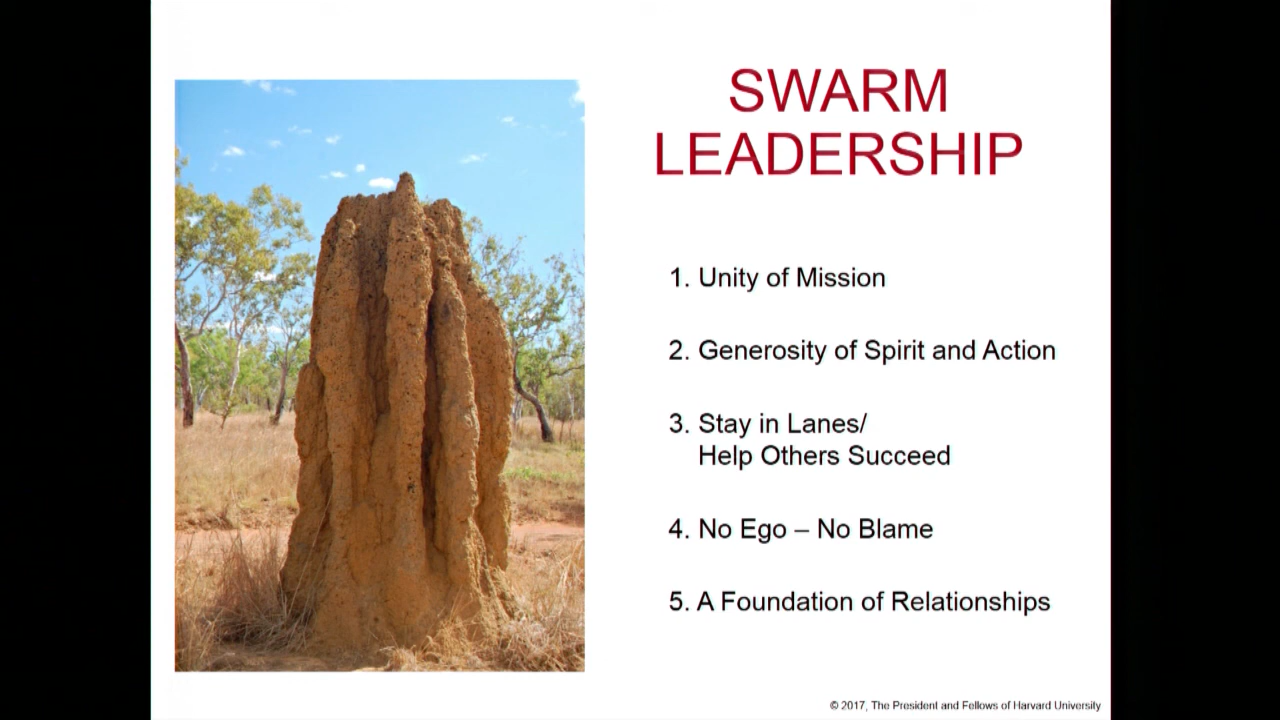 SWARM
LEADERSHIP
1. Unity of Mission
2. Generosity of Spirit and Action
3. Stay in Lanes/
Help Others Succeed
4. No Ego – No Blame
5. A Foundation of Relationships
© 2017, The President and Fellows of Harvard University